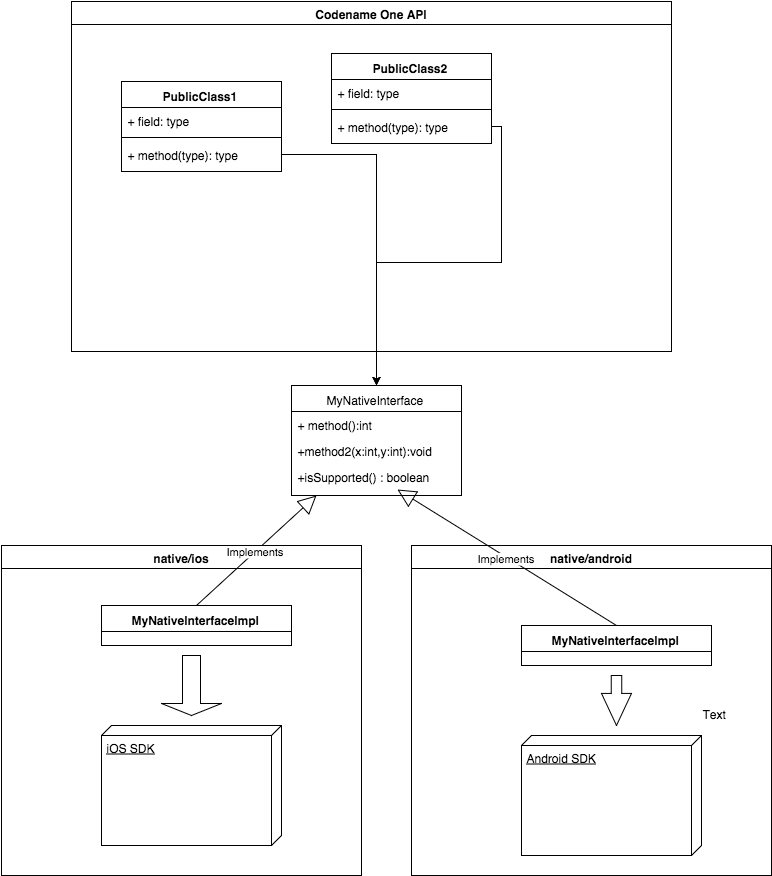 Codename One API
PublicClass2
+ field: type
+ method(type): type
PublicClass1
+ field: type
+ method(type): type
MyNativeInterface
+ method():int
+method2(x:int,y:int):void
+isSupported() : boolean
native/ios
Implements
MyNativeInterfaceImpl
iOS SDK
Implements
native/android
MyNativeInterfaceImpl
Text
Android SDK